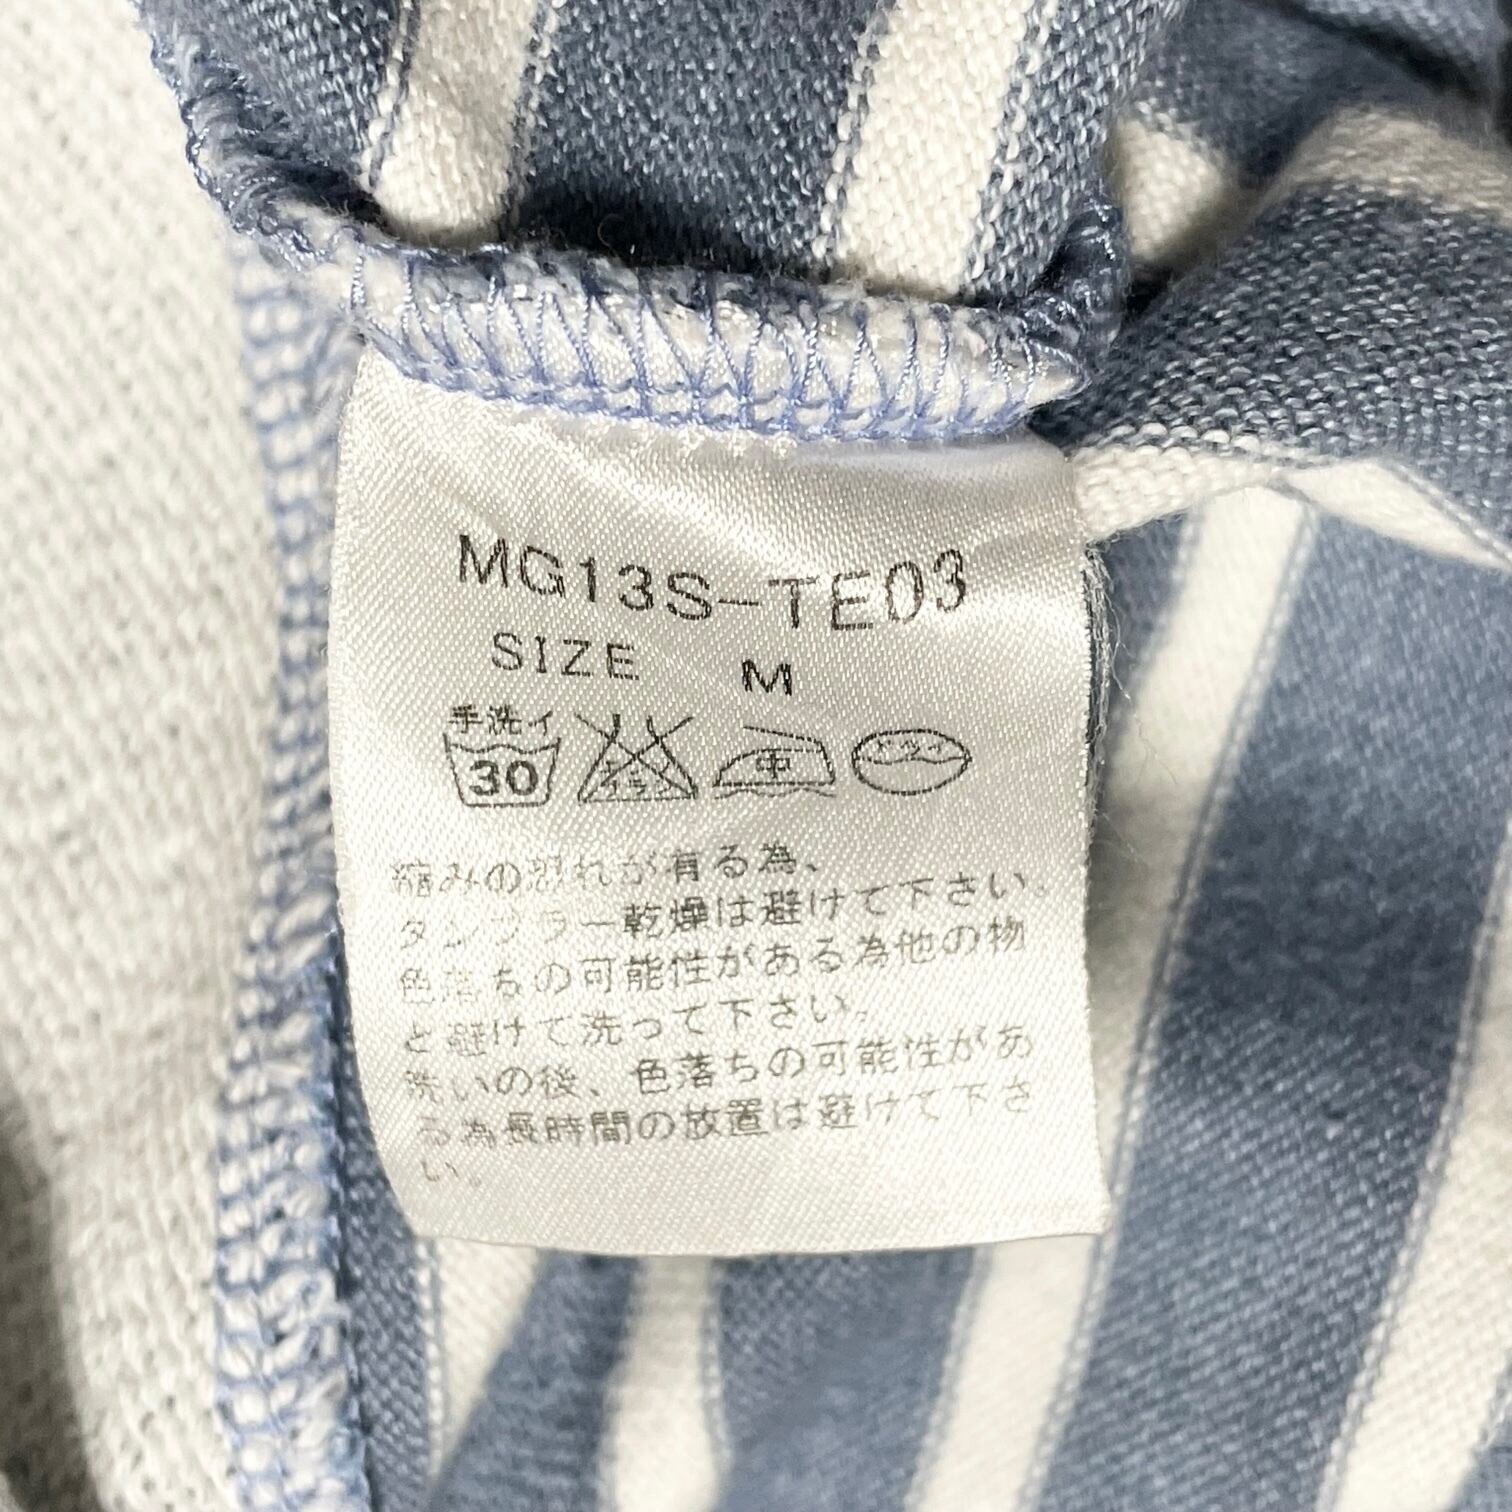 MG13S-TE03
SIZE M
手洗イ
30
中
ドライ
縮みの恐れが有る為、
タンブラー乾燥は避けて下さい。
色落ちの可能性がある為他の物
と避けて洗って下さい。
洗いの後、色落ちの可能性があ
る為長時間の放置は避けて下さ
い。